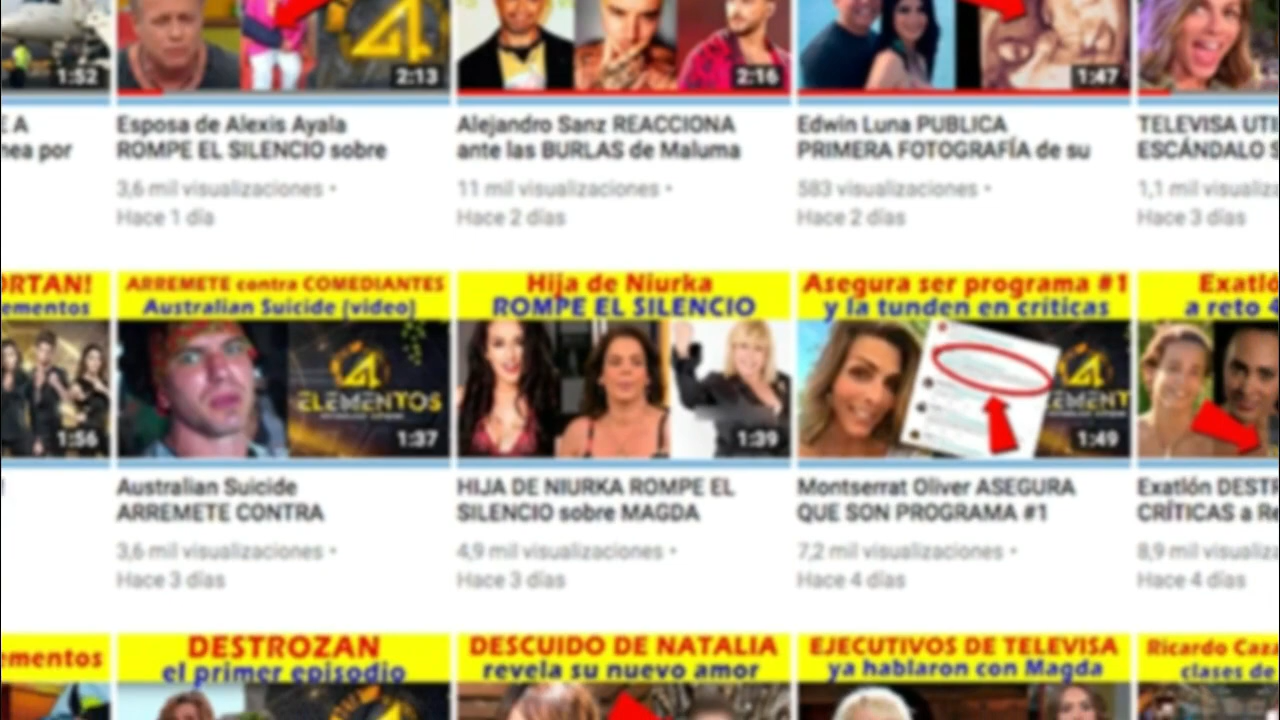 1:52
2:13
2:16
1:47
E A
nea por
Esposa de Alexis Ayala
ROMPE EL SILENCIO sobre
3,6 mil visualizaciones •
Hace 1 día
Alejandro Sanz REACCIONA
ante las BURLAS de Maluma
11 mil visualizaciones •
Hace 2 días
Edwin Luna PUBLICA
PRIMERA FOTOGRAFÍA de su
583 visualizaciones •
Hace 2 días
TELEVISA UTI
ESCÁNDALO S
1,1 mil visualiz
Hace 3 días
ORTAN!
ementos
1:56
ARREMETE contra COMEDIANTES
Australian Suicide (video)
4 ELEMENTOS
1:37
Hija de Niurka
ROMPE EL SILENCIO
1:39
Asegura ser programa #1
y la tunden en críticas
EMENT
1:49
Exatló
a reto 4
Australian Suicide
ARREMETE CONTRA
3,6 mil visualizaciones •
Hace 3 días
HIJA DE NIURKA ROMPE EL
SILENCIO sobre MAGDA
4,9 mil visualizaciones •
Hace 3 días
Montserrat Oliver ASEGURA
QUE SON PROGRAMA #1
7,2 mil visualizaciones •
Hace 4 días
Exatlón DESTR
CRÍTICAS a Re
8,9 mil visualiz
Hace 4 días
ementos
DESTROZAN
el primer episodio
DESCUIDO DE NATALIA
revela su nuevo amor
EJECUTIVOS DE TELEVISA
ya hablaron con Magda
Ricardo Caza
clases de